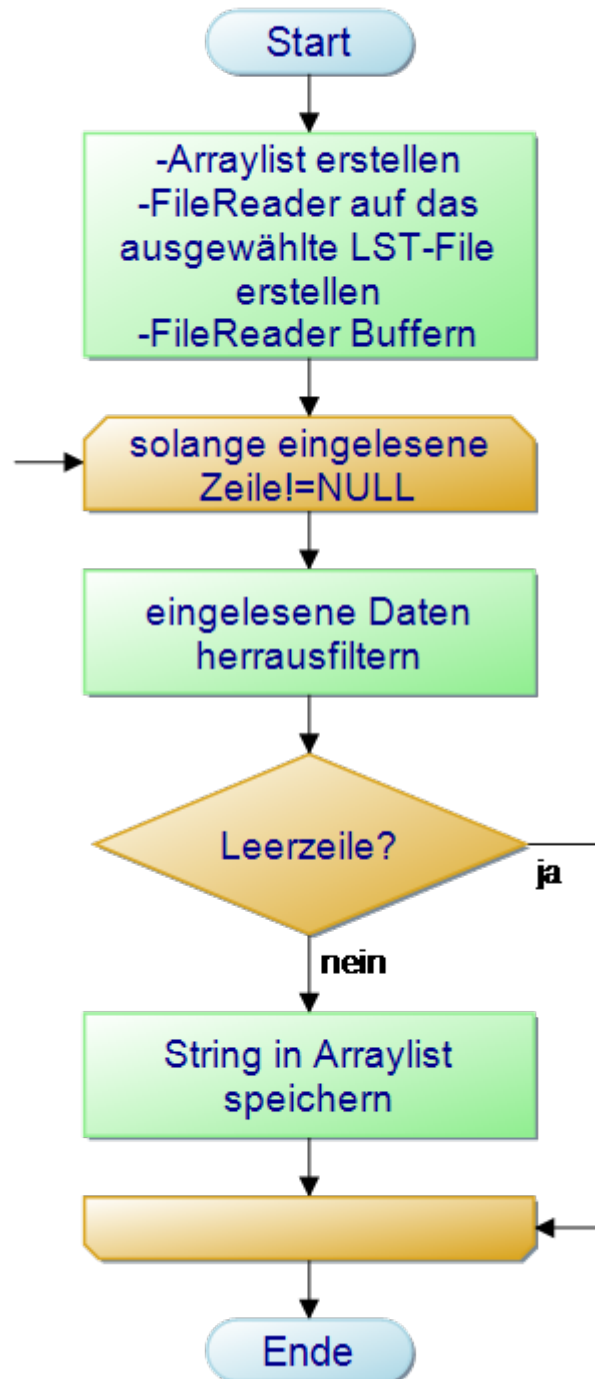 Start
-Arraylist erstellen
-FileReader auf das
ausgewählte LST-File
erstellen
-FileReader Buffern
solange eingelesene
Zeile!=NULL
eingelesene Daten
herrausfiltern
Leerzeile?
ja
nein
String in Arraylist
speichern
Ende